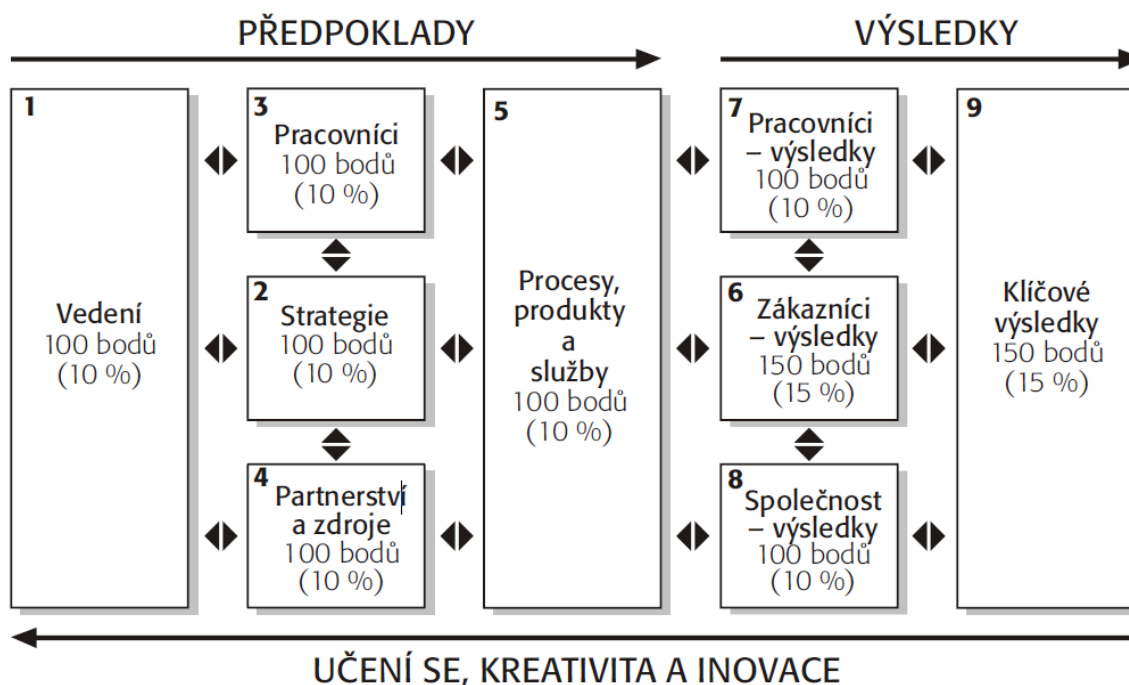 PŘEDPOKLADY
VÝSLEDKY
1
Vedení
100 bodů
(10 %)
3
Pracovníci
100 bodů
(10 %)
2
Strategie
100 bodů
(10 %)
4
Partnerství
a zdroje
100 bodů
(10 %)
5
Procesy,
produkty
a
služby
100 bodů
(10 %)
7
Pracovníci
– výsledky
100 bodů
(10 %)
6
Zákazníci
– výsledky
150 bodů
(15 %)
8
Společnost
– výsledky
100 bodů
(10 %)
9
Klíčové
výsledky
150 bodů
(15 %)
UČENÍ SE, KREATIVITA A INOVACE